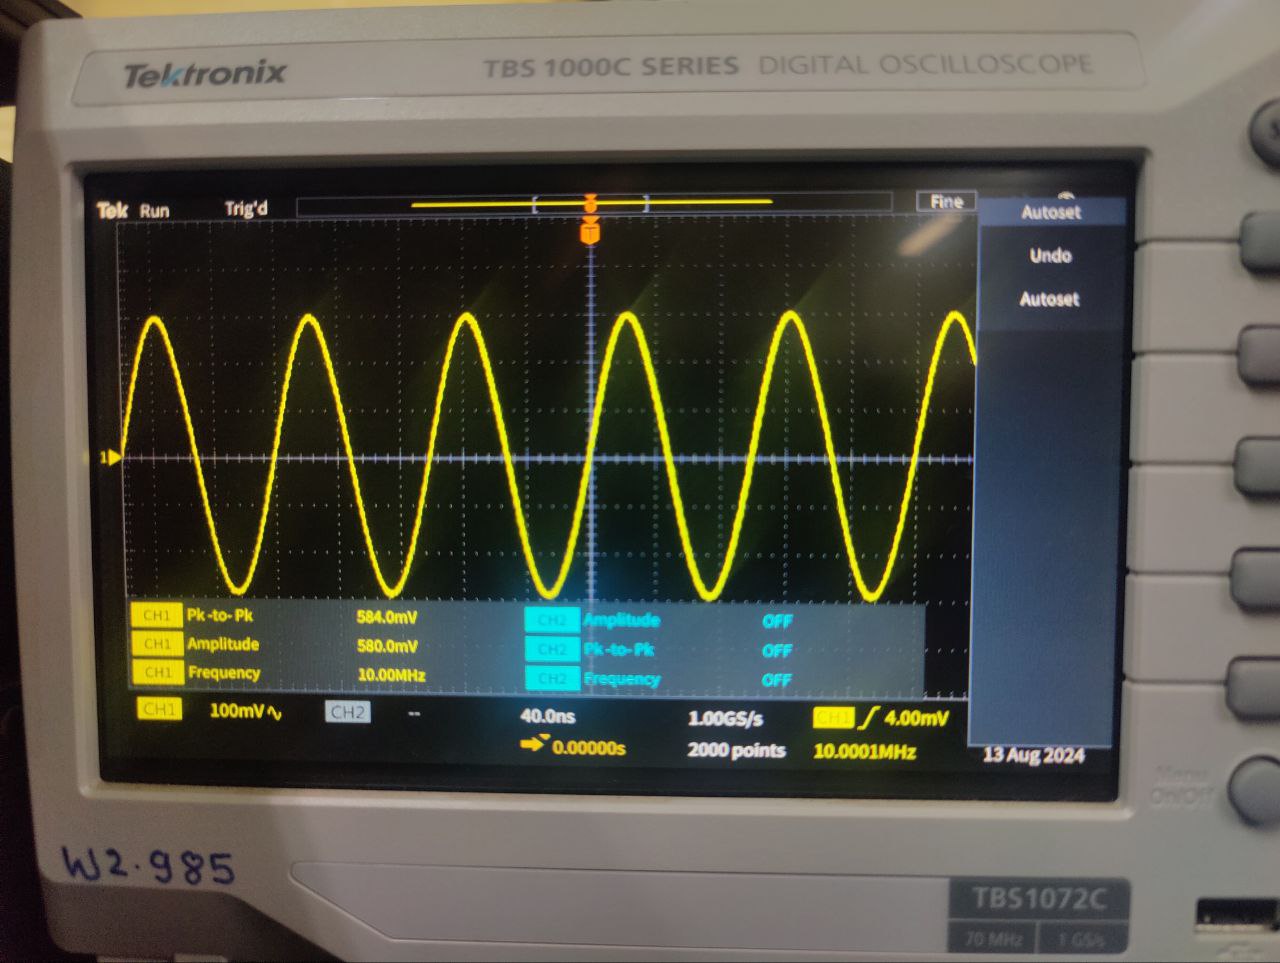 Tektronix TBS 1000C SERIES DIGITAL OSCILLOSCOPE
Tek Run Trig'd Fine
T
Autoset
Undo
Autoset
1
CH1 Pk-to-Pk 584.0mV CH2 Amplitude OFF
CH1 Amplitude 580.0mV CH2 Pk-to-Pk OFF
CH1 Frequency 10.00MHz CH2 Frequency OFF
CH1 100mV CH2 -- 40.0ns 1.00GS/s CH1 4.00mV
0.00000s 2000 points 10.0001MHz 13 Aug 2024
Menu
ON/OFF
W2.985
TBS1072C
70 MHz 1 GS/s